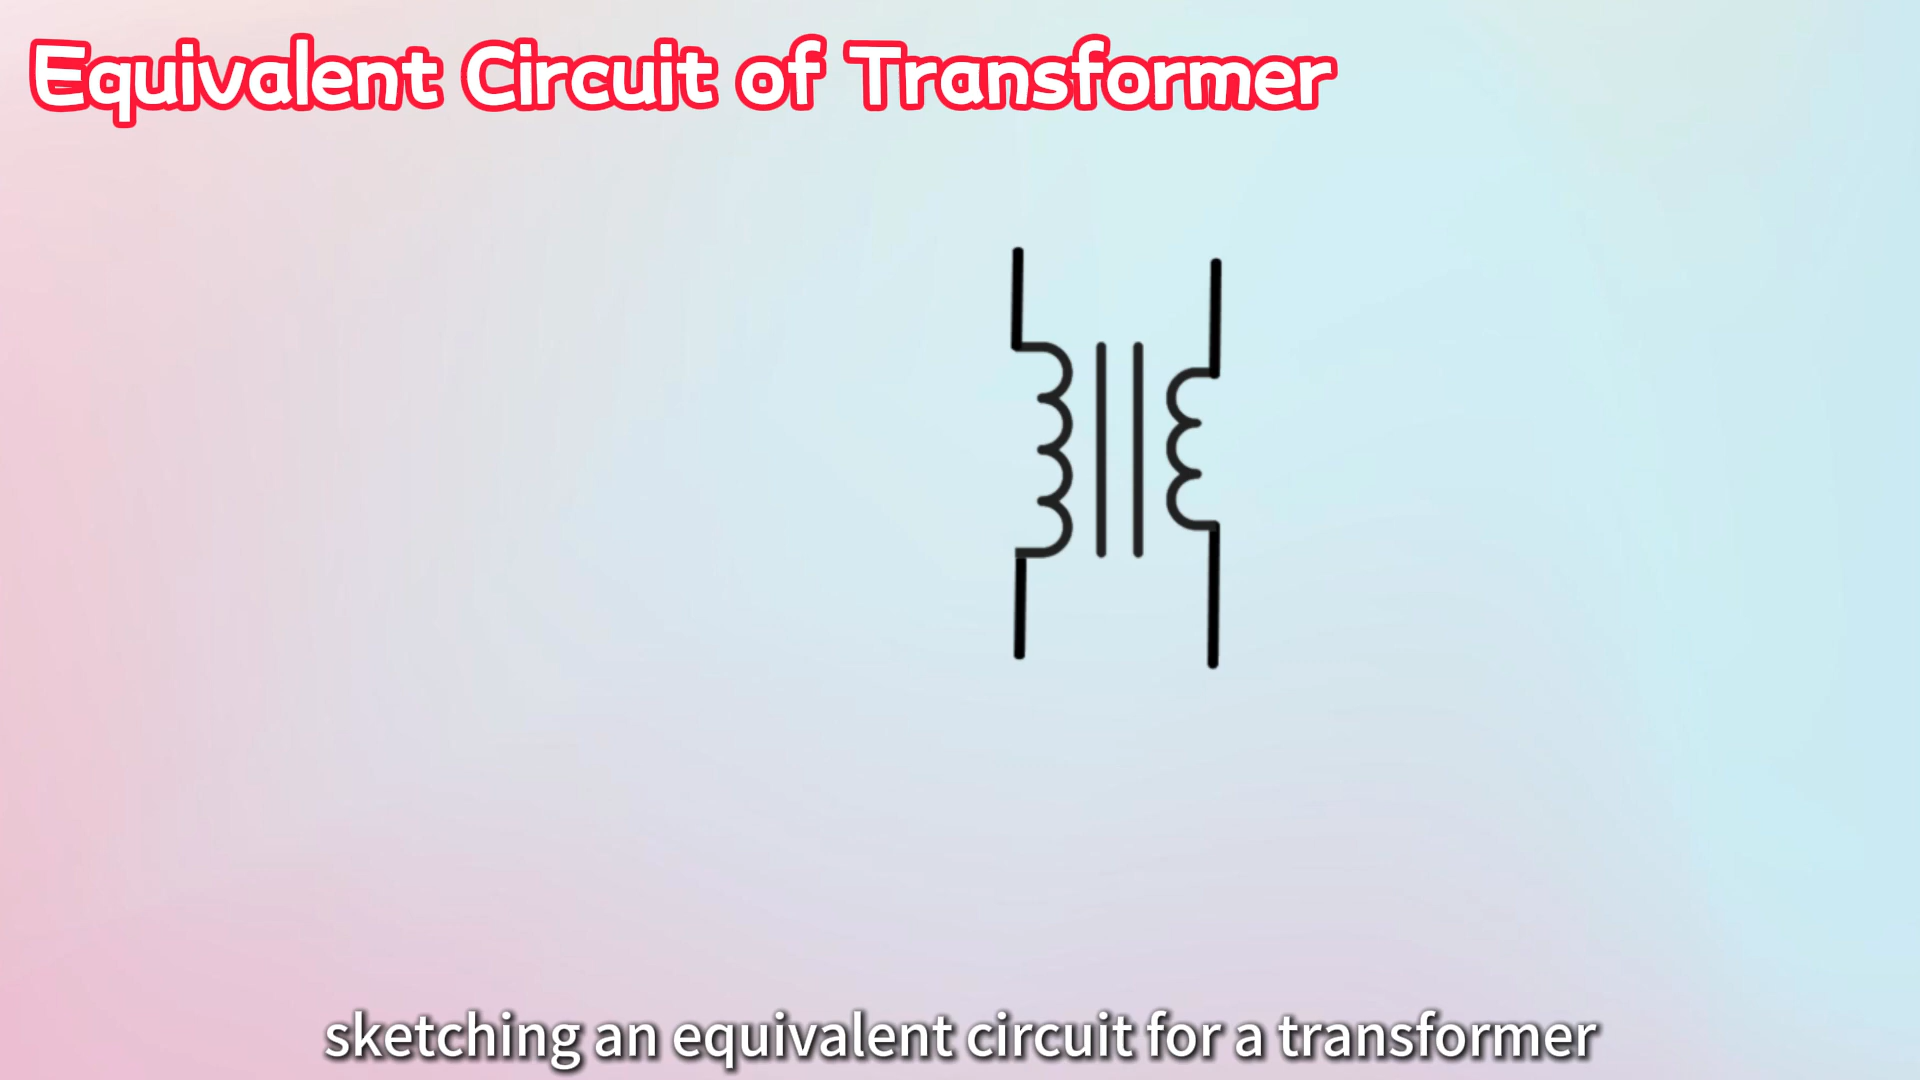 Equivalent Circuit of Transformer
sketching an equivalent circuit for a transformer